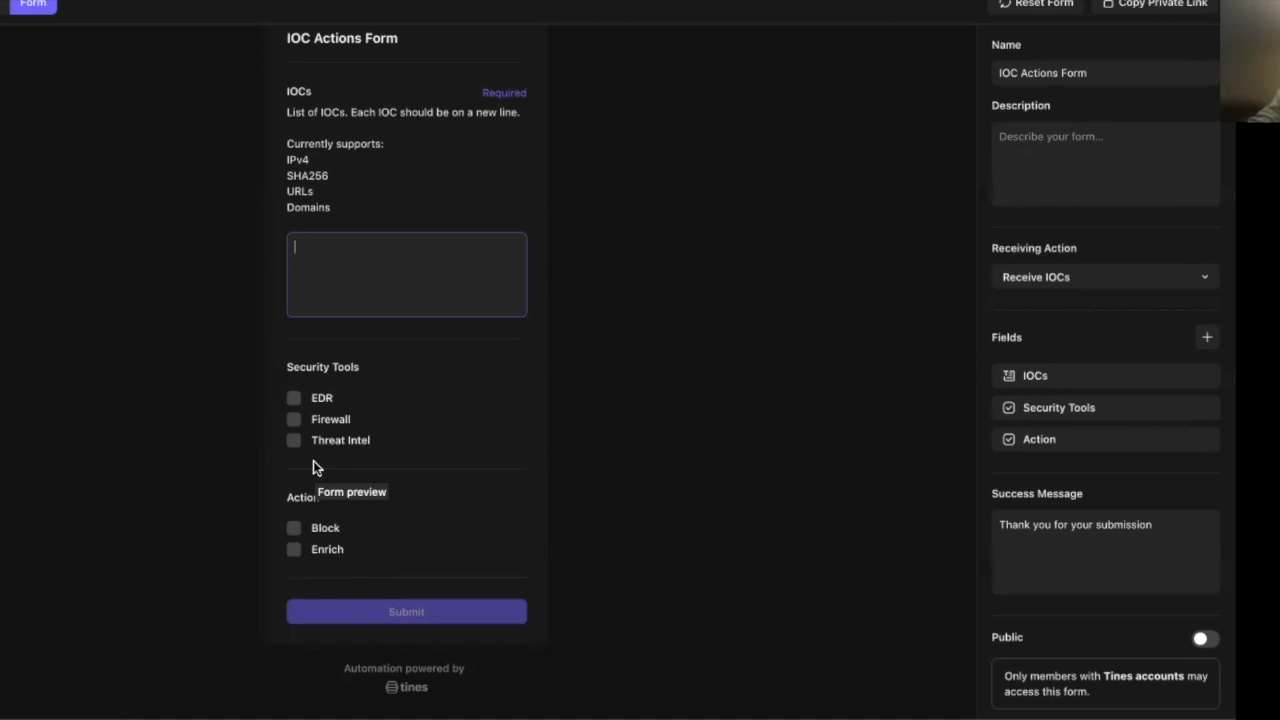 Form
Reset Form
Copy Private Link
IOC Actions Form
IOCs
Required
List of IOCs. Each IOC should be on a new line.
Currently supports:
IPv4
SHA256
URLs
Domains
Security Tools
EDR
Firewall
Threat Intel
Form preview
Action
Block
Enrich
Submit
Automation powered by
tines
Name
IOC Actions Form
Description
Describe your form...
Receiving Action
Receive IOCs
Fields
IOCs
Security Tools
Action
Success Message
Thank you for your submission
Public
Only members with Tines accounts may
access this form.